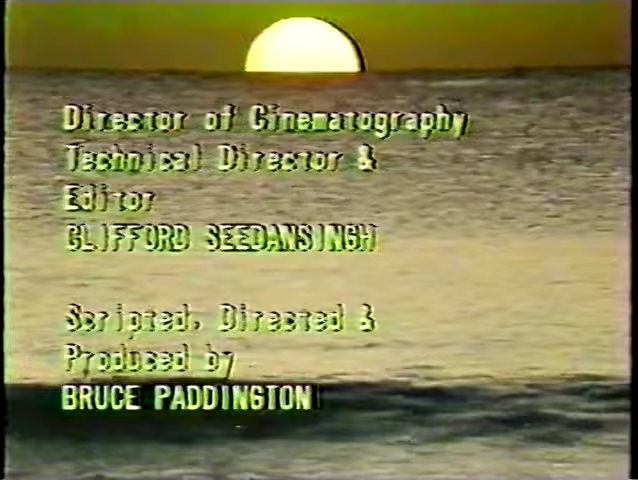 Director of Cinematography
Technical Director &
Editor
CLIFFORD SEEDANSINGH
Scripted, Directed &
Produced by
BRUCE PADDINGTON